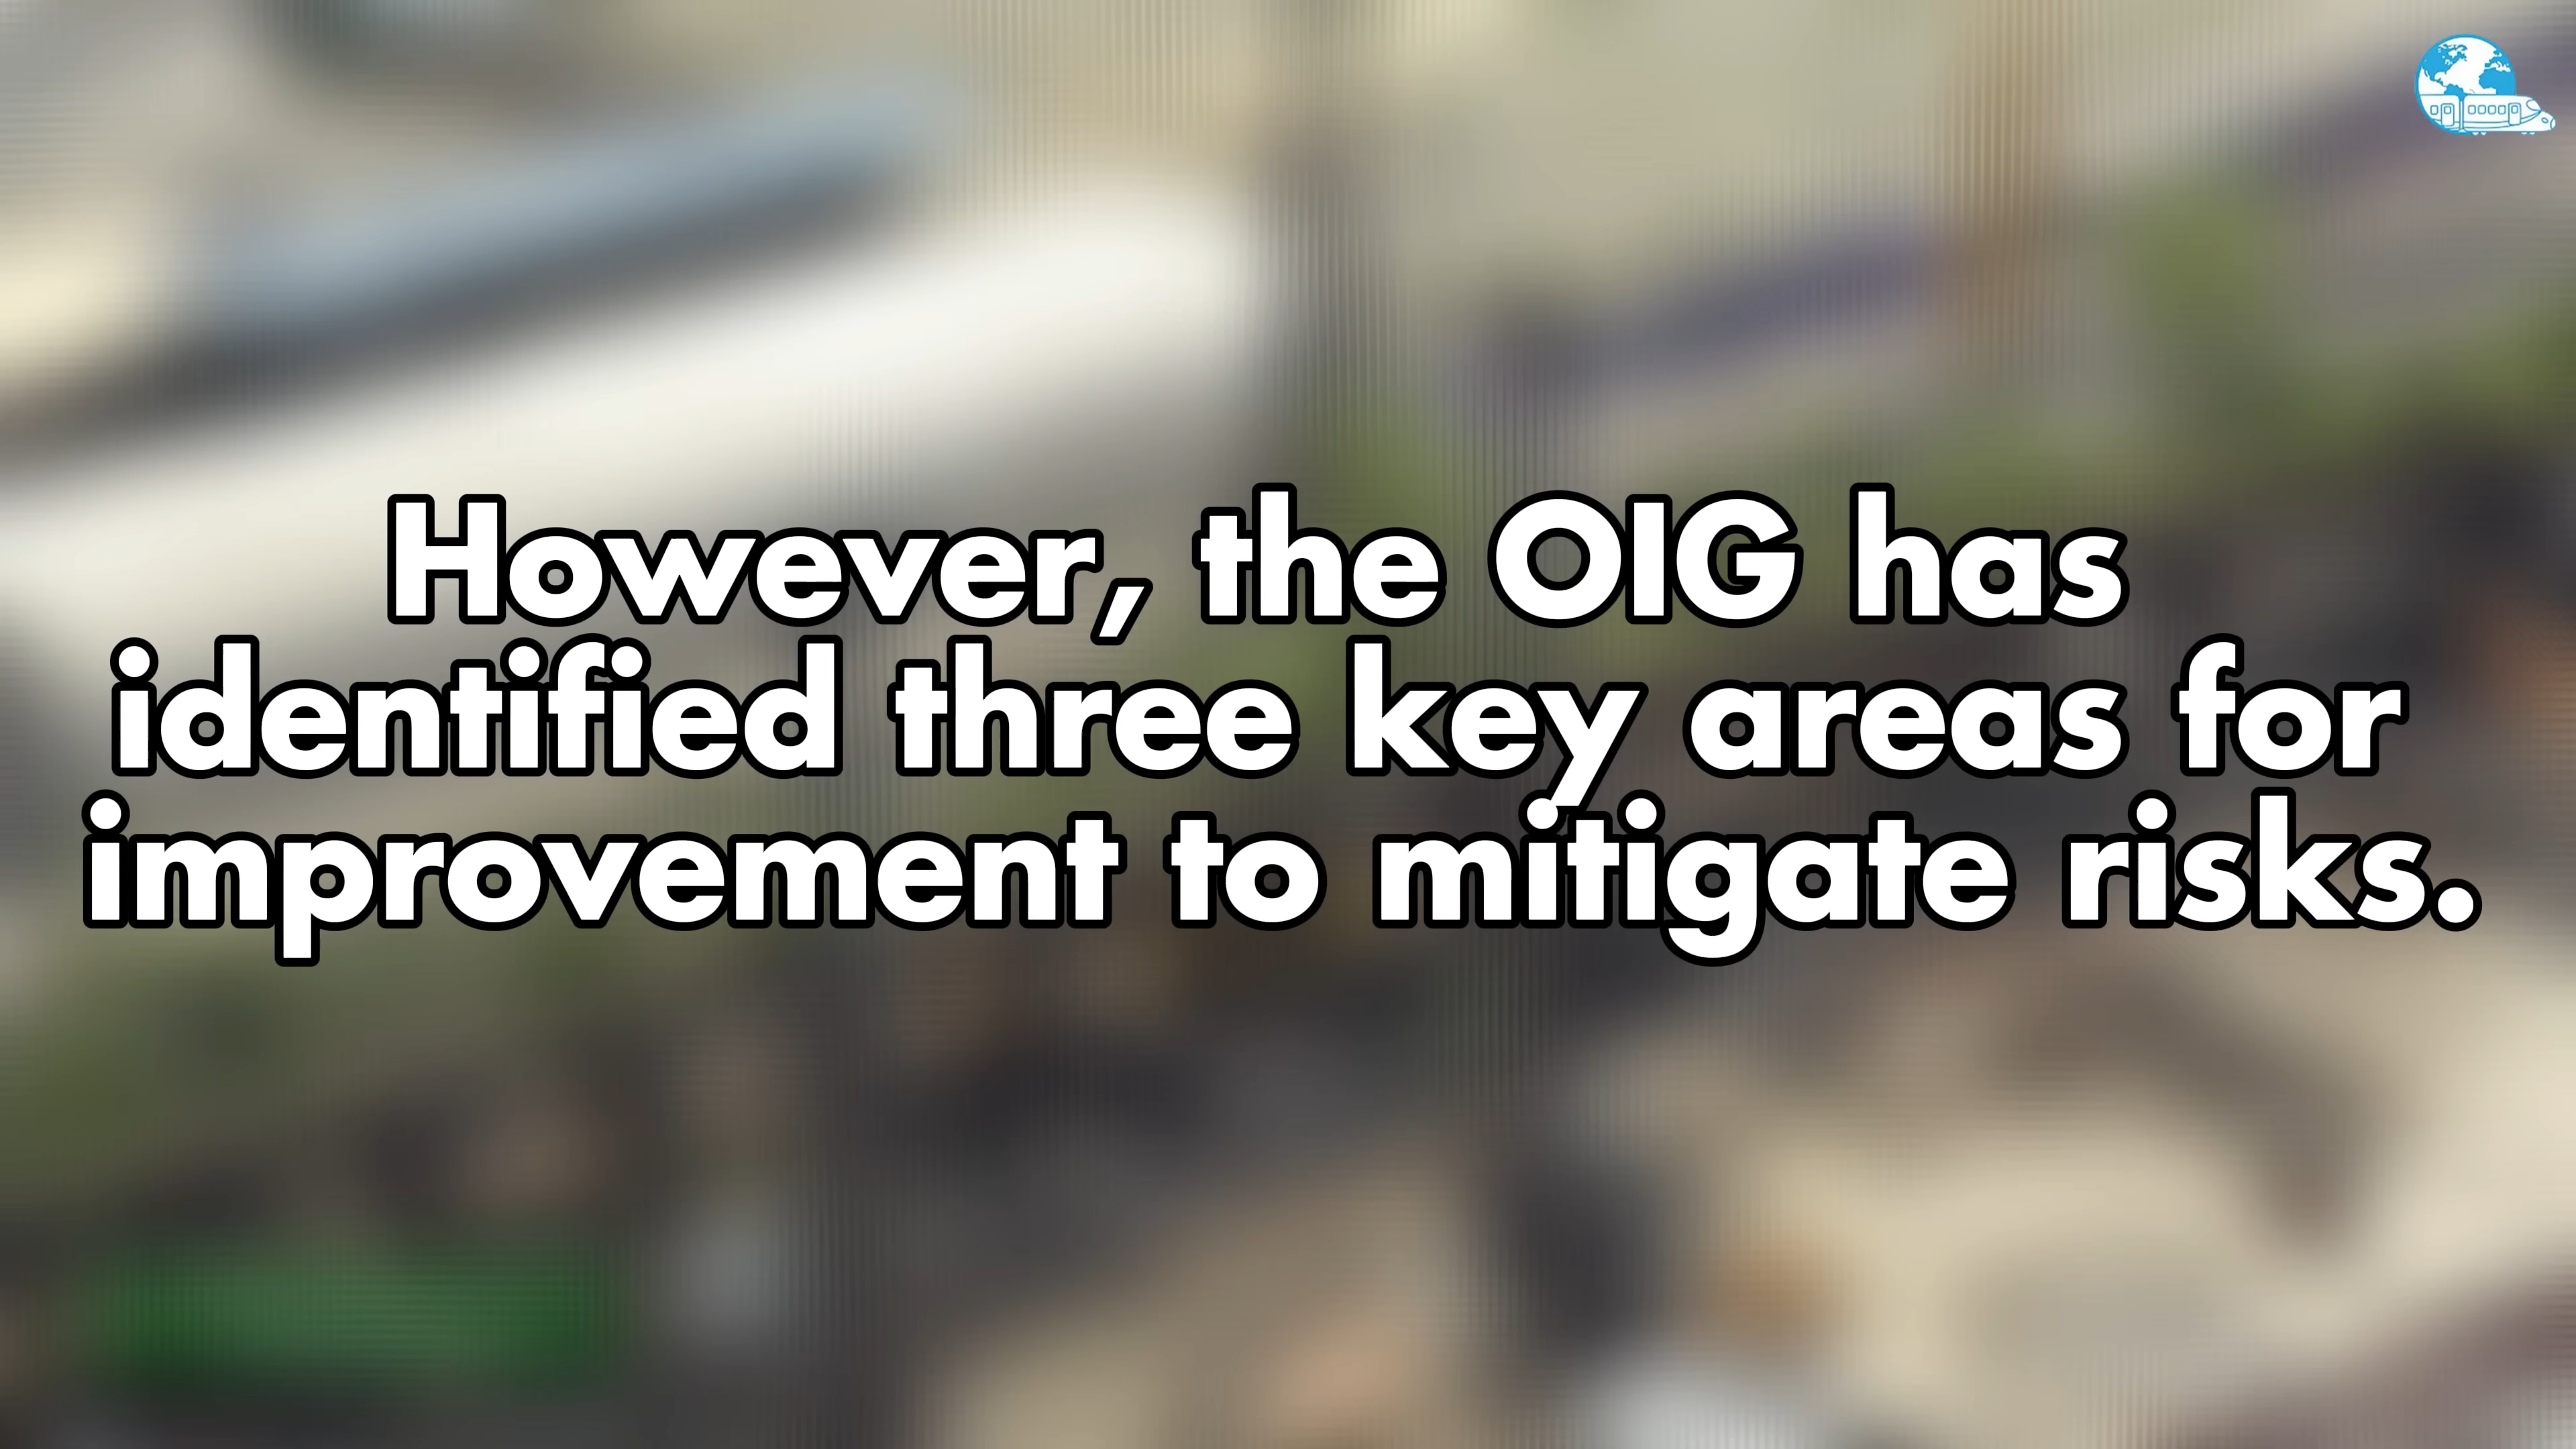 However, the OIG has
identified three key areas for
improvement to mitigate risks.